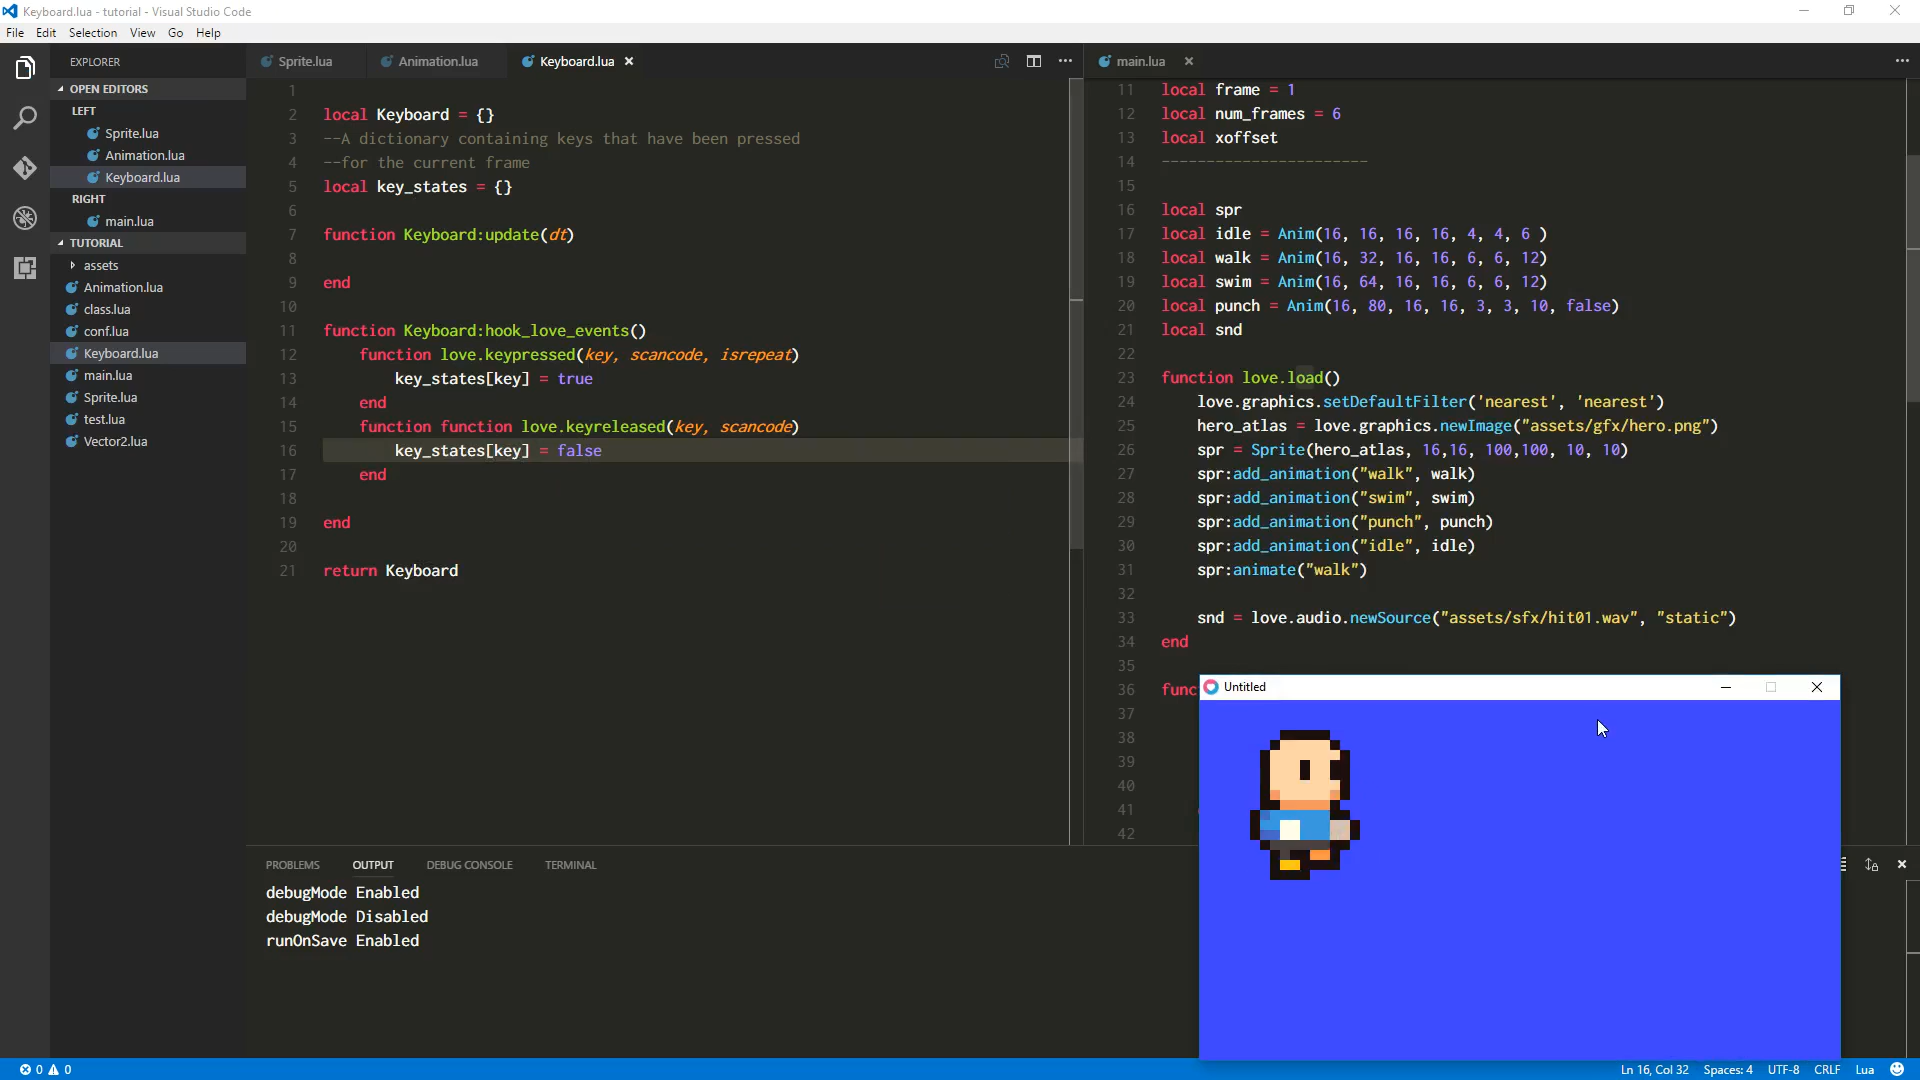 Keyboard.lua - tutorial - Visual Studio Code
File Edit Selection View Go Help
EXPLORER
OPEN EDITORS
LEFT
Sprite.lua
Animation.lua
Keyboard.lua
RIGHT
main.lua
TUTORIAL
assets
Animation.lua
class.lua
conf.lua
Keyboard.lua
main.lua
Sprite.lua
test.lua
Vector2.lua
Sprite.lua Animation.lua Keyboard.lua
1
2 local Keyboard = {}
3 --A dictionary containing keys that have been pressed
4 --for the current frame
5 local key_states = {}
6
7 function Keyboard:update(dt)
8
9 end
10
11 function Keyboard:hook_love_events()
12 function love.keypressed(key, scancode, isrepeat)
13 key_states[key] = true
14 end
15 function function love.keyreleased(key, scancode)
16 key_states[key] = false
17 end
18
19 end
20
21 return Keyboard
main.lua
11 local frame = 1
12 local num_frames = 6
13 local xoffset
14 -----------------------
15
16 local spr
17 local idle = Anim(16, 16, 16, 16, 4, 4, 6 )
18 local walk = Anim(16, 32, 16, 16, 6, 6, 12)
19 local swim = Anim(16, 64, 16, 16, 6, 6, 12)
20 local punch = Anim(16, 80, 16, 16, 3, 3, 10, false)
21 local snd
22
23 function love.load()
24 love.graphics.setDefaultFilter('nearest', 'nearest')
25 hero_atlas = love.graphics.newImage("assets/gfx/hero.png")
26 spr = Sprite(hero_atlas, 16,16, 100,100, 10, 10)
27 spr:add_animation("walk", walk)
28 spr:add_animation("swim", swim)
29 spr:add_animation("punch", punch)
30 spr:add_animation("idle", idle)
31 spr:animate("walk")
32
33 snd = love.audio.newSource("assets/sfx/hit01.wav", "static")
34 end
35
36 func
37
38
39
40
41
42
Untitled
PROBLEMS OUTPUT DEBUG CONSOLE TERMINAL
debugMode Enabled
debugMode Disabled
runOnSave Enabled
0 0 Ln 16, Col 32 Spaces: 4 UTF-8 CRLF Lua